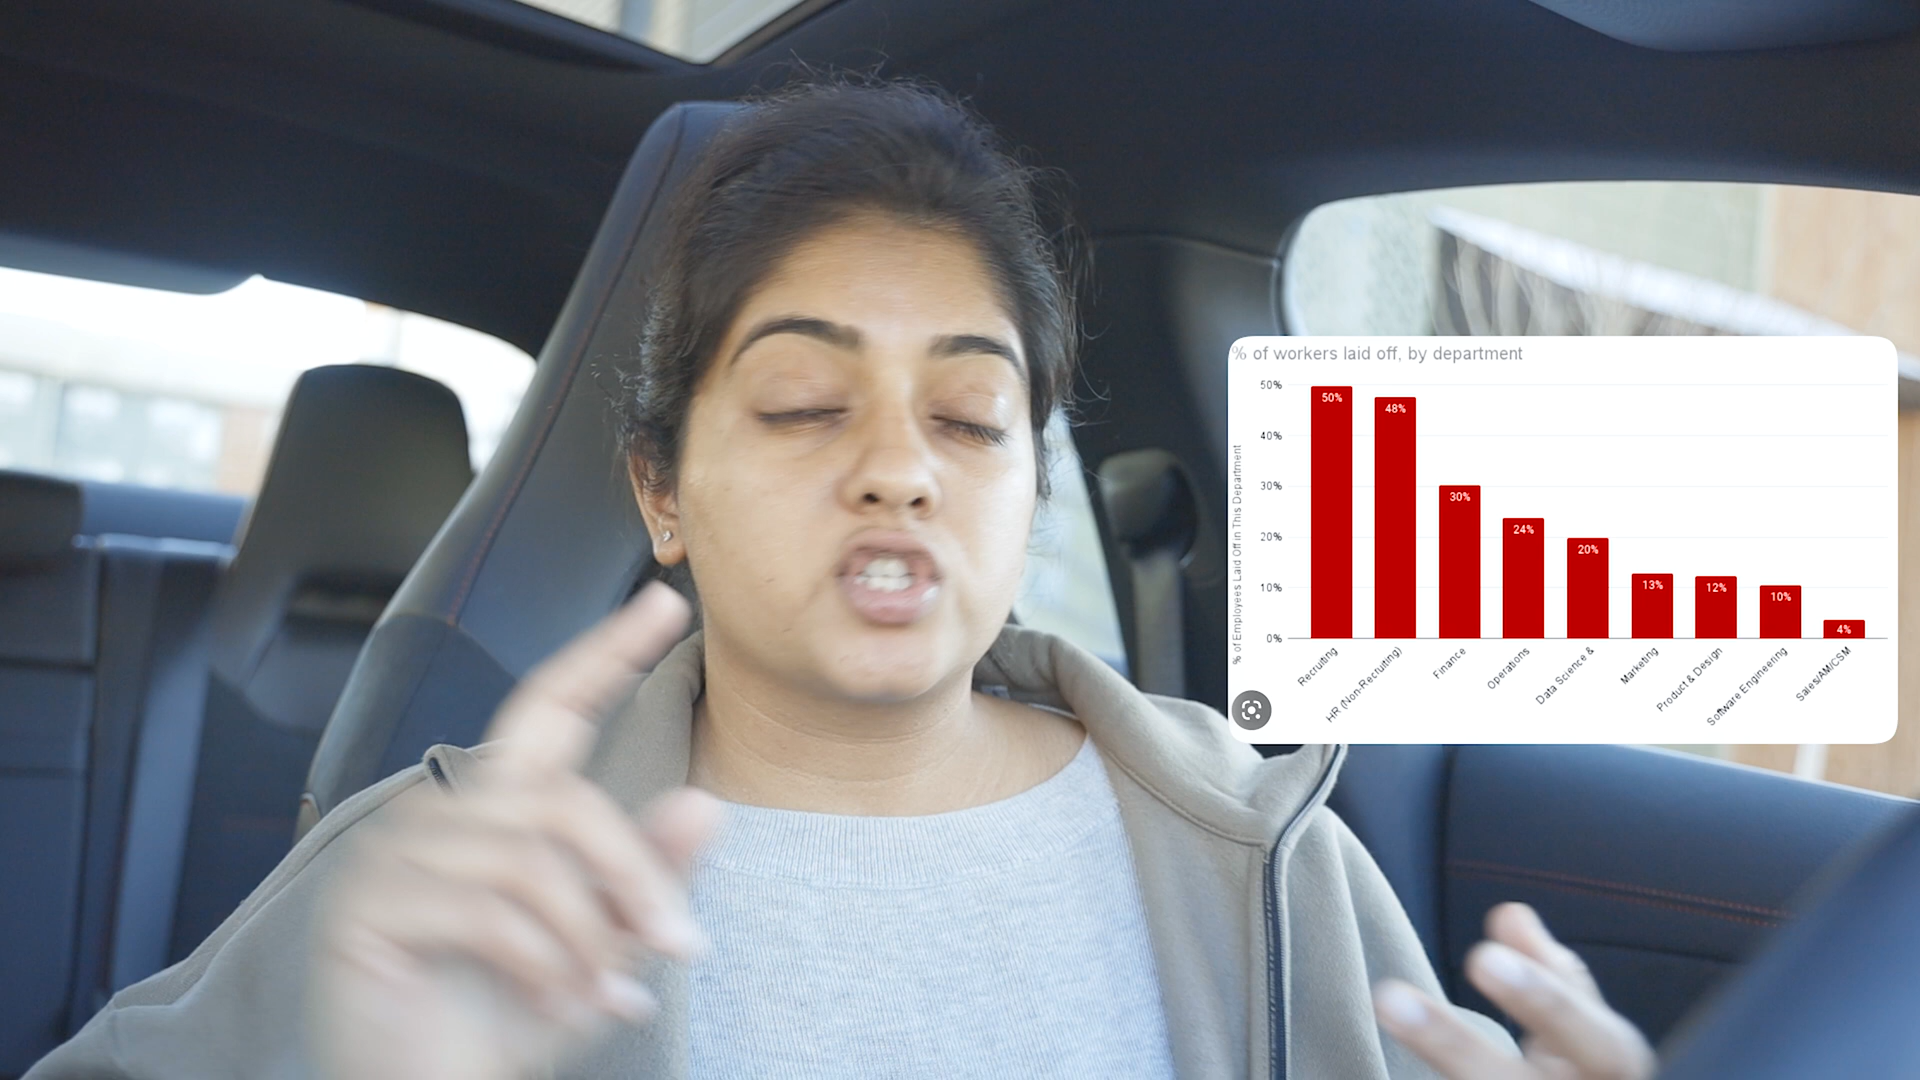 % of workers laid off, by department
% of Employees Laid Off in This Department
50%
40%
30%
20%
10%
0%
50%
48%
30%
24%
20%
13%
12%
10%
4%
Recruiting
HR (Non-Recruiting)
Finance
Operations
Data Science &
Marketing
Product & Design
Software Engineering
Sales/AM/CSM